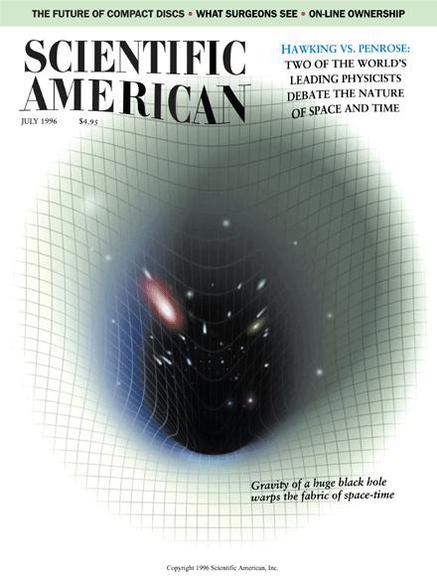 THE FUTURE OF COMPACT DISCS • WHAT SURGEONS SEE • ON-LINE OWNERSHIP
SCIENTIFIC
AMERICAN
JULY 1996 $4.95
HAWKING VS. PENROSE:
TWO OF THE WORLD'S
LEADING PHYSICISTS
DEBATE THE NATURE
OF SPACE AND TIME
Gravity of a huge black hole
warps the fabric of space-time
Copyright 1996 Scientific American, Inc.